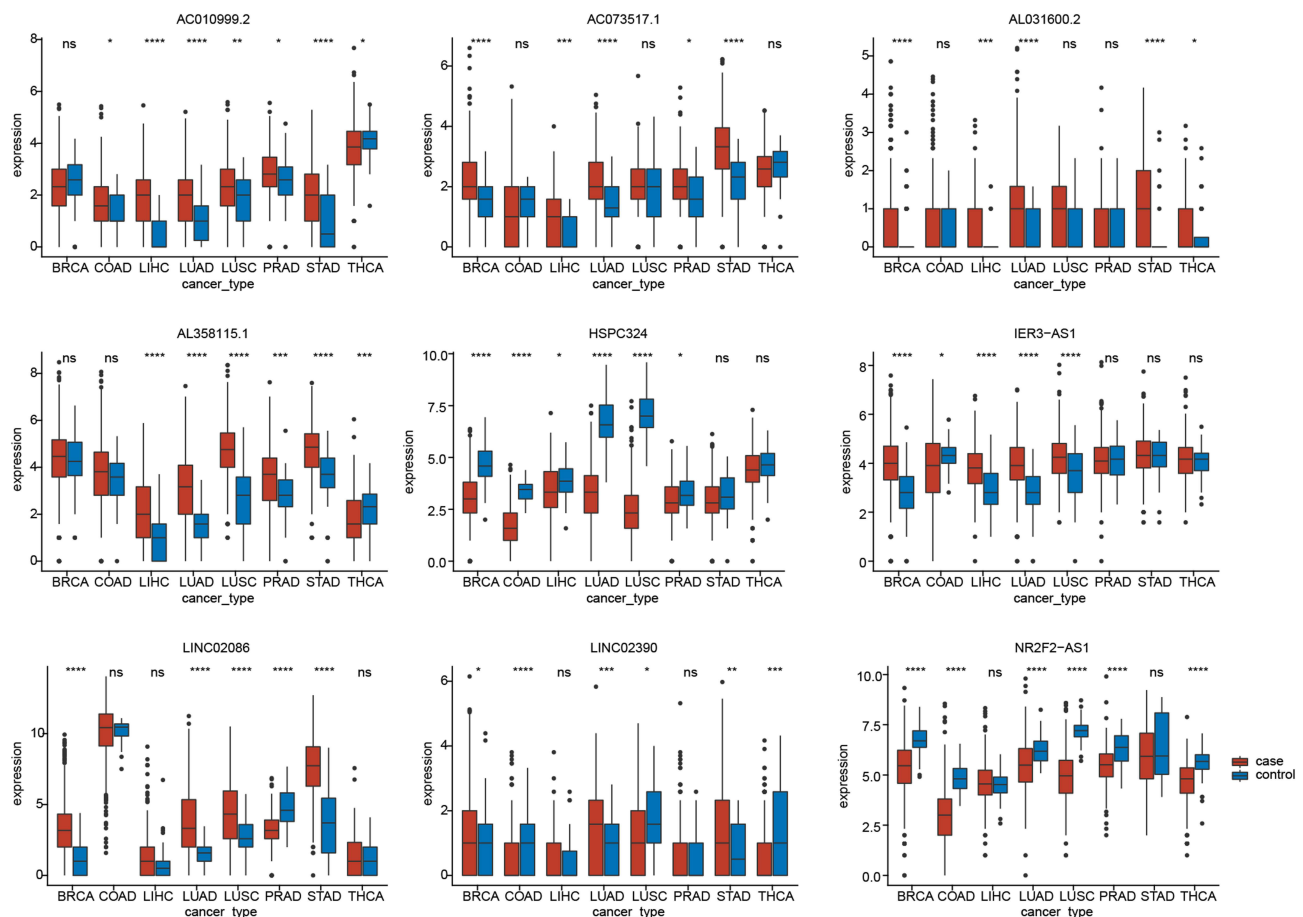 AC010999.2
ns * **** **** ** * **** *
8
6
4
2
0
expression
BRCA COAD LIHC LUAD LUSC PRAD STAD THCA
cancer_type
AC073517.1
**** ns *** **** ns * **** ns
6
4
2
0
expression
BRCA COAD LIHC LUAD LUSC PRAD STAD THCA
cancer_type
AL031600.2
**** ns *** **** ns ns **** *
5
4
3
2
1
0
expression
BRCA COAD LIHC LUAD LUSC PRAD STAD THCA
cancer_type
AL358115.1
ns ns **** **** **** *** **** ***
8
6
4
2
0
expression
BRCA COAD LIHC LUAD LUSC PRAD STAD THCA
cancer_type
HSPC324
**** **** * **** **** * ns ns
10.0
7.5
5.0
2.5
0.0
expression
BRCA COAD LIHC LUAD LUSC PRAD STAD THCA
cancer_type
IER3−AS1
**** * **** **** **** ns ns ns
8
6
4
2
0
expression
BRCA COAD LIHC LUAD LUSC PRAD STAD THCA
cancer_type
LINC02086
**** ns ns **** **** **** **** ns
10
5
0
expression
BRCA COAD LIHC LUAD LUSC PRAD STAD THCA
cancer_type
LINC02390
* **** ns *** * ns ** ***
6
4
2
0
expression
BRCA COAD LIHC LUAD LUSC PRAD STAD THCA
cancer_type
NR2F2−AS1
**** **** ns **** **** **** ns ****
10.0
7.5
5.0
2.5
0.0
expression
BRCA COAD LIHC LUAD LUSC PRAD STAD THCA
cancer_type
case
control